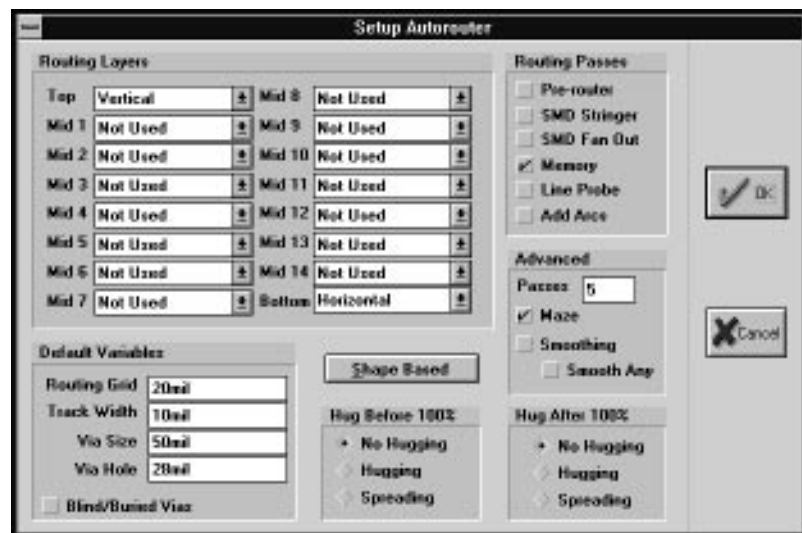 Setup Autorouter
Routing Layers
Top Vertical
Mid 1 Not Used
Mid 2 Not Used
Mid 3 Not Used
Mid 4 Not Used
Mid 5 Not Used
Mid 6 Not Used
Mid 7 Not Used
Mid 8 Not Used
Mid 9 Not Used
Mid 10 Not Used
Mid 11 Not Used
Mid 12 Not Used
Mid 13 Not Used
Mid 14 Not Used
Bottom Horizontal
Routing Passes
Pre-router
SMD Stringer
SMD Fan Out
Memory
Line Probe
Add Arcs
Advanced
Passes 5
Maze
Smoothing
Smooth Any
OK
Cancel
Default Variables
Routing Grid 20mil
Track Width 10mil
Via Size 50mil
Via Hole 28mil
Blind/Buried Vias
Shape Based
Hug Before 100%
No Hugging
Hugging
Spreading
Hug After 100%
No Hugging
Hugging
Spreading